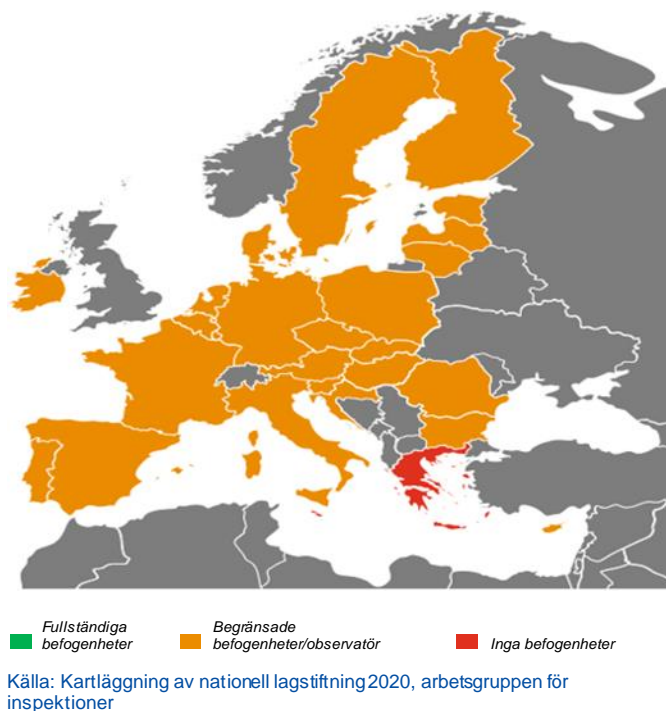 Fullständiga
befogenheter
Begränsade
befogenheter/observatör
Inga befogenheter
Källa: Kartläggning av nationell lagstiftning 2020, arbetsgruppen för
inspektioner